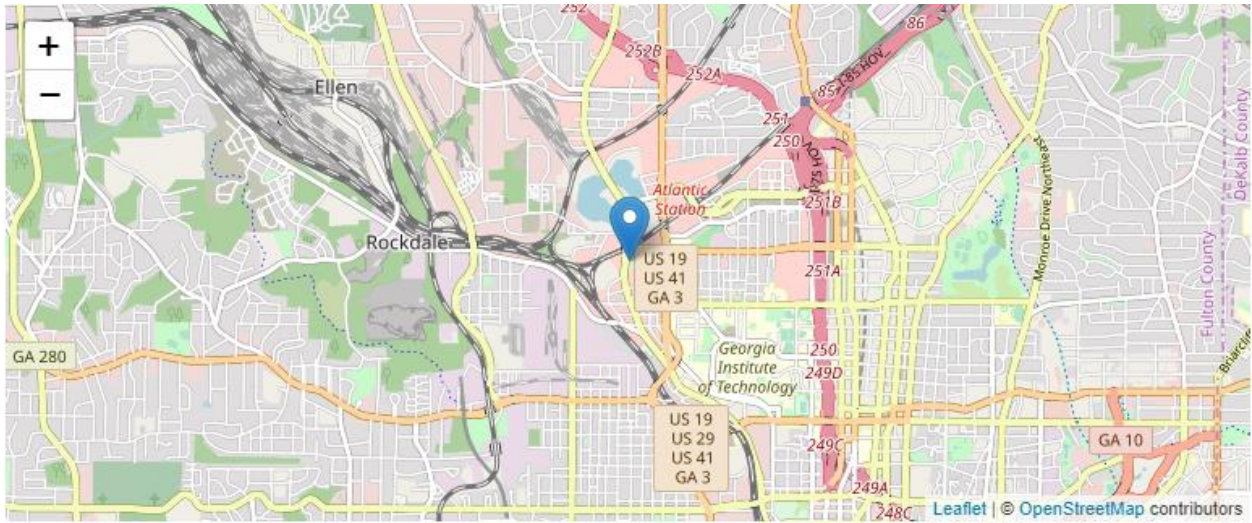 +
−
252
252B
252A
86
85
I-85 HOV
251
250
I-75 HOV
Ellen
Atlantic
Station
251B
Rockdale
Monroe Drive Northeast
DeKalb County
Fulton County
US 19
US 41
GA 3
251A
GA 280
Georgia
Institute
of Technology
250
249D
US 19
US 29
US 41
GA 3
249C
GA 10
249A
248C
Leaflet | © OpenStreetMap contributors